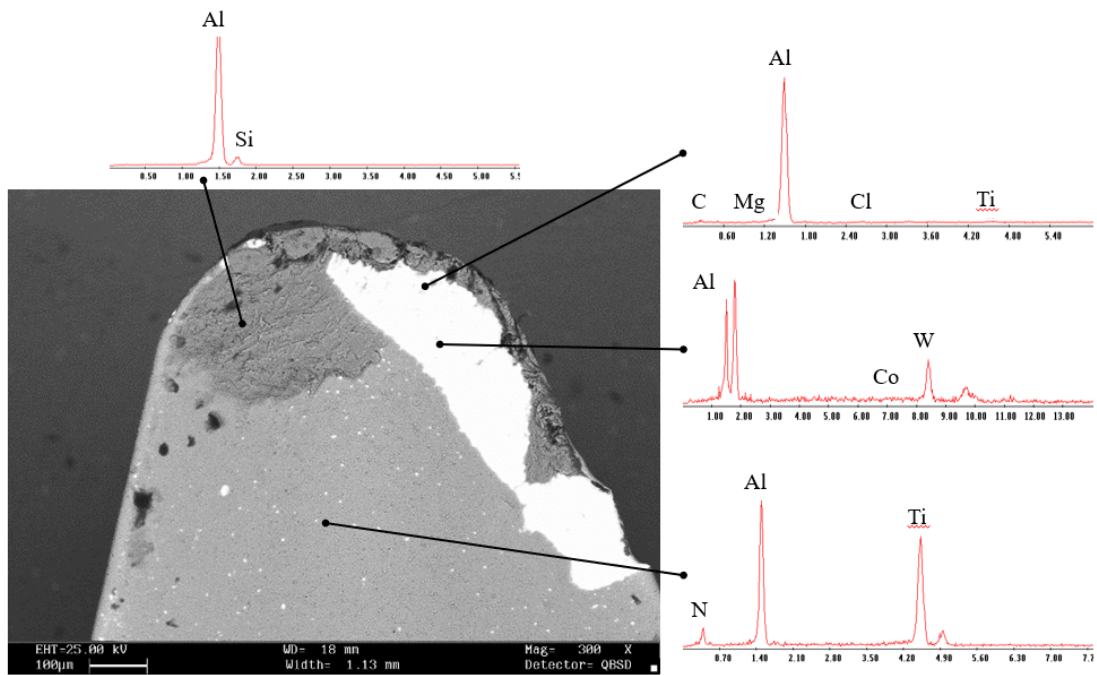 Al
Si
0.50 1.00 1.50 2.00 2.50 3.00 3.50 4.00 4.50 5.00 5.5
Al
C Mg Cl Ti
0.60 1.20 1.80 2.40 3.00 3.60 4.20 4.80 5.40
Al
W
Co
1.00 2.00 3.00 4.00 5.00 6.00 7.00 8.00 9.00 10.00 11.00 12.00 13.00
Al
Ti
N
0.70 1.40 2.10 2.80 3.50 4.20 4.90 5.60 6.30 7.00 7.7
EHT=25.00 kV WD= 18 mm Mag= 300 X
100µm Width= 1.13 mm Detector= QBSD